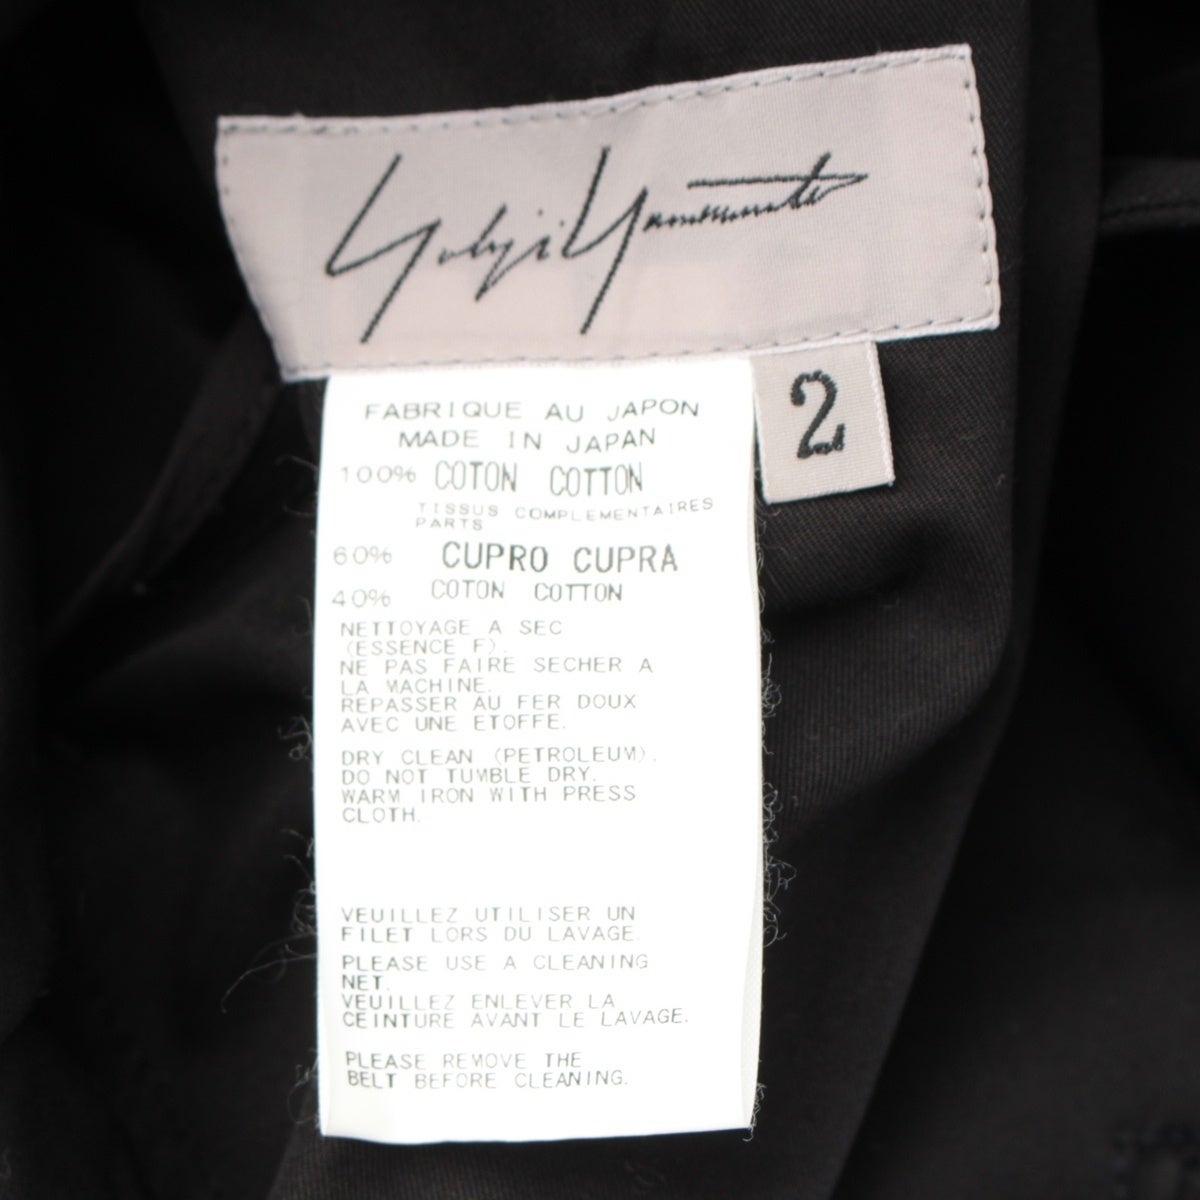 Yohji Yamamoto
2
FABRIQUE AU JAPON
MADE IN JAPAN
100% COTON COTTON
TISSUS COMPLEMENTAIRES
PARTS
60% CUPRO CUPRA
40% COTON COTTON
NETTOYAGE A SEC
(ESSENCE F).
NE PAS FAIRE SECHER A
LA MACHINE.
REPASSER AU FER DOUX
AVEC UNE ETOFFE.
DRY CLEAN (PETROLEUM).
DO NOT TUMBLE DRY.
WARM IRON WITH PRESS
CLOTH.
VEUILLEZ UTILISER UN
FILET LORS DU LAVAGE.
PLEASE USE A CLEANING
NET.
VEUILLEZ ENLEVER LA
CEINTURE AVANT LE LAVAGE.
PLEASE REMOVE THE
BELT BEFORE CLEANING.